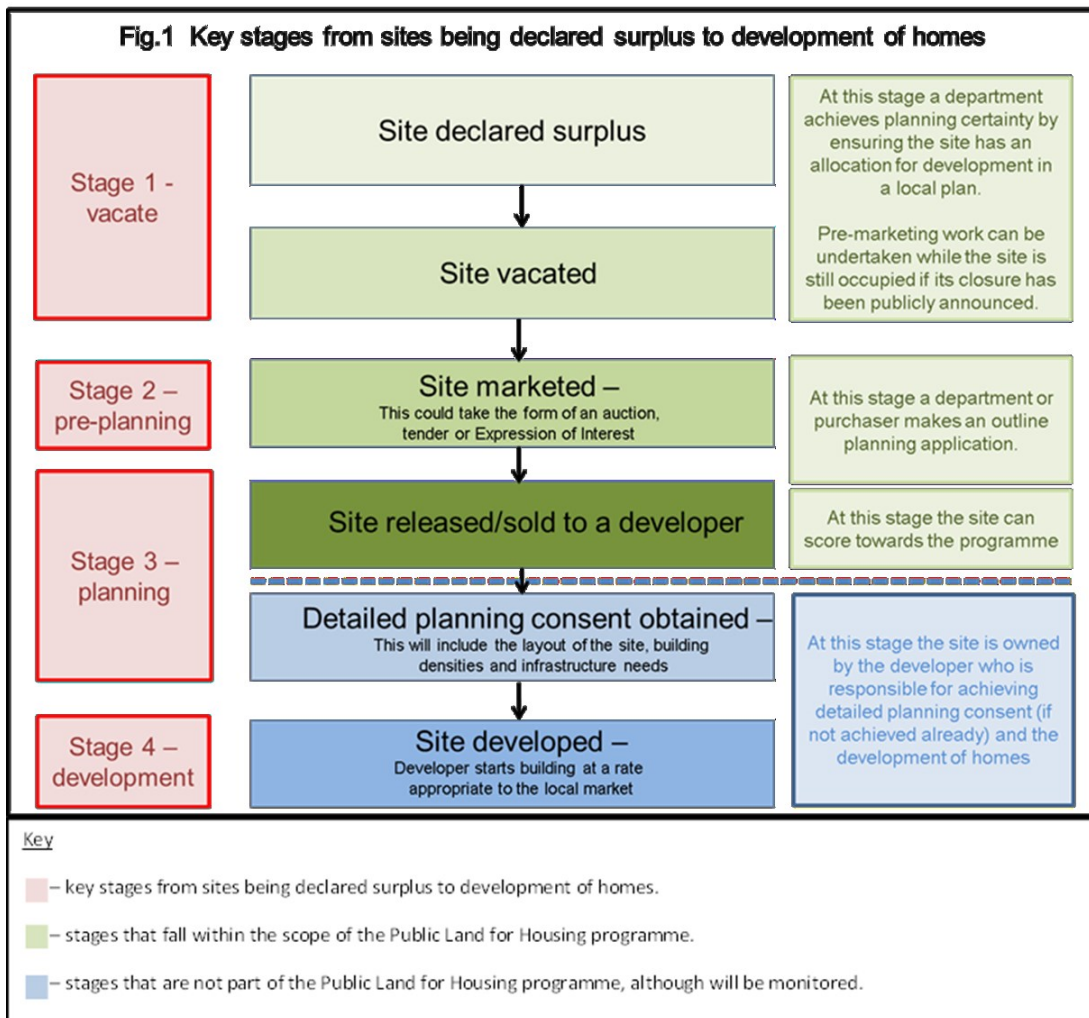 Fig.1 Key stages from sites being declared surplus to development of homes
Stage 1 -
vacate
Site declared surplus
At this stage a department
achieves planning certainty by
ensuring the site has an
allocation for development in
a local plan.
Pre-marketing work can be
undertaken while the site is
still occupied if its closure has
been publicly announced.
Site vacated
Stage 2 –
pre-planning
Site marketed –
This could take the form of an auction,
tender or Expression of Interest
At this stage a department or
purchaser makes an outline
planning application.
Stage 3 –
planning
Site released/sold to a developer
At this stage the site can
score towards the programme
Detailed planning consent obtained –
This will include the layout of the site, building
densities and infrastructure needs
At this stage the site is owned
by the developer who is
responsible for achieving
detailed planning consent (if
not achieved already) and the
development of homes
Stage 4 –
development
Site developed –
Developer starts building at a rate
appropriate to the local market
Key
– key stages from sites being declared surplus to development of homes.
– stages that fall within the scope of the Public Land for Housing programme.
– stages that are not part of the Public Land for Housing programme, although will be monitored.